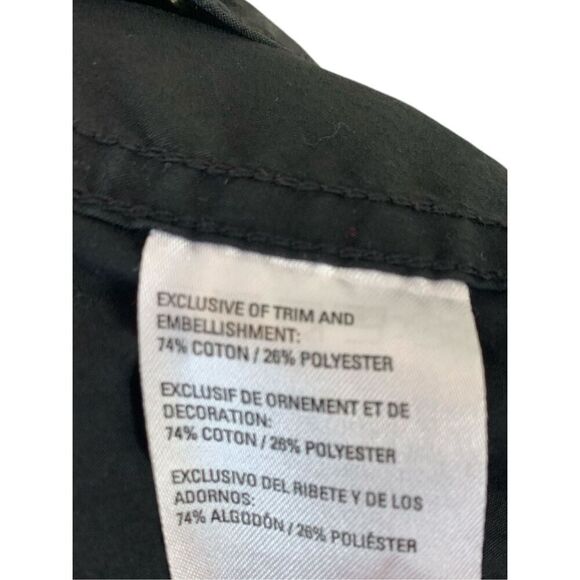 EXCLUSIVE OF TRIM AND
EMBELLISHMENT:
74% COTON / 26% POLYESTER
EXCLUSIF DE ORNEMENT ET DE
DECORATION:
74% COTON / 26% POLYESTER
EXCLUSIVO DEL RIBETE Y DE LOS
ADORNOS:
74% ALGODÓN / 26% POLIÉSTER